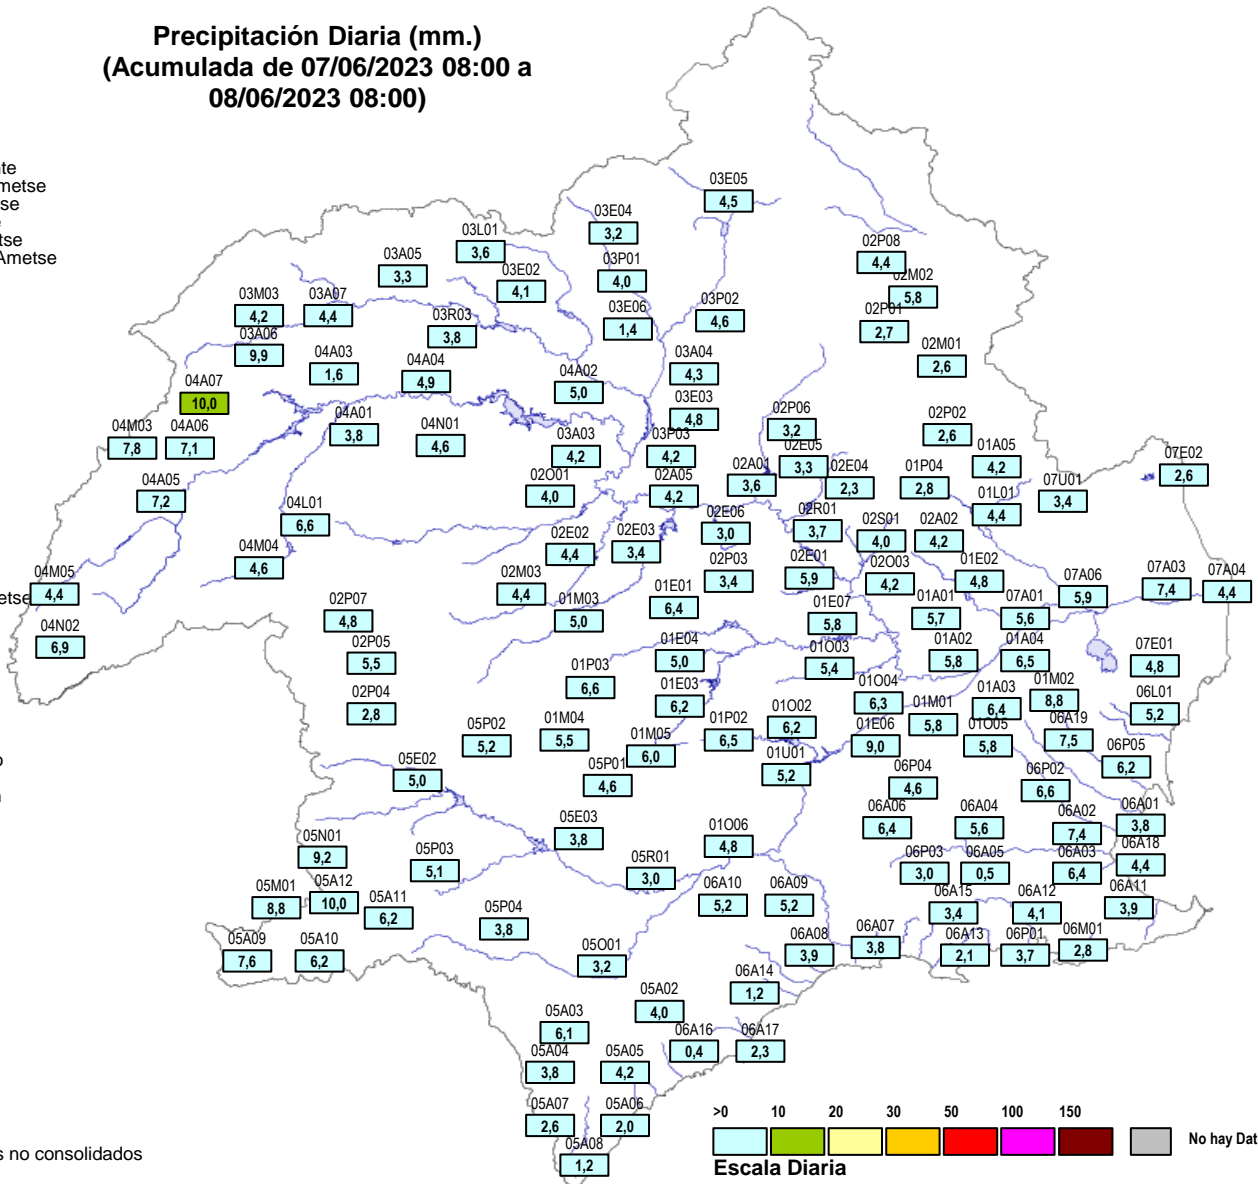 Precipitación Diaria (mm.)
(Acumulada de 07/06/2023 08:00 a
08/06/2023 08:00)
nte
metse
tse
e
tse
Ametse
03E05
4,5
03E04
3,2
03L01
3,6
02P08
4,4
03A05
3,3
03P01
4,0
03E02
4,1
02M02
5,8
03M03
4,2
03A07
4,4
03P02
4,6
03E06
1,4
02P01
2,7
03R03
3,8
03A06
9,9
02M01
2,6
04A03
1,6
04A04
4,9
03A04
4,3
04A02
5,0
04A07
10,0
03E03
4,8
04A01
3,8
02P06
3,2
02P02
2,6
04M03
7,8
04A06
7,1
04N01
4,6
03A03
4,2
03P03
4,2
02E05
3,3
01A05
4,2
07E02
2,6
02A01
3,6
02E04
2,3
01P04
2,8
07U01
3,4
04A05
7,2
02O01
4,0
02A05
4,2
01L01
4,4
04L01
6,6
02E06
3,0
02R01
3,7
02S01
4,0
02A02
4,2
02E02
4,4
02E03
3,4
04M04
4,6
02P03
3,4
02E01
5,9
02O03
4,2
01E02
4,8
07A06
5,9
07A03
7,4
07A04
4,4
04M05
4,4
etse
02M03
4,4
01M03
5,0
01E01
6,4
01E07
5,8
01A01
5,7
07A01
5,6
02P07
4,8
04N02
6,9
02P05
5,5
01E04
5,0
01O03
5,4
01A02
5,8
01A04
6,5
07E01
4,8
01P03
6,6
01E03
6,2
01O04
6,3
01A03
6,4
01M02
8,8
06L01
5,2
02P04
2,8
01M01
5,8
01O02
6,2
05P02
5,2
01M04
5,5
01M05
6,0
01P02
6,5
01E06
9,0
01O05
5,8
06A19
7,5
06P05
6,2
o
05E02
5,0
05P01
4,6
01U01
5,2
06P04
4,6
06P02
6,6
05E03
3,8
01O06
4,8
06A06
6,4
06A04
5,6
06A02
7,4
06A01
3,8
05N01
9,2
05P03
5,1
05R01
3,0
06P03
3,0
06A05
0,5
06A03
6,4
06A18
4,4
05M01
8,8
05A12
10,0
05A11
6,2
06A10
5,2
06A09
5,2
06A15
3,4
06A12
4,1
06A11
3,9
05P04
3,8
05A09
7,6
05A10
6,2
05O01
3,2
06A08
3,9
06A07
3,8
06A13
2,1
06P01
3,7
06M01
2,8
06A14
1,2
05A02
4,0
05A03
6,1
06A16
0,4
06A17
2,3
05A04
3,8
05A05
4,2
05A07
2,6
05A06
2,0
05A08
1,2
s no consolidados
>0 10 20 30 50 100 150
No hay Dat
Escala Diaria